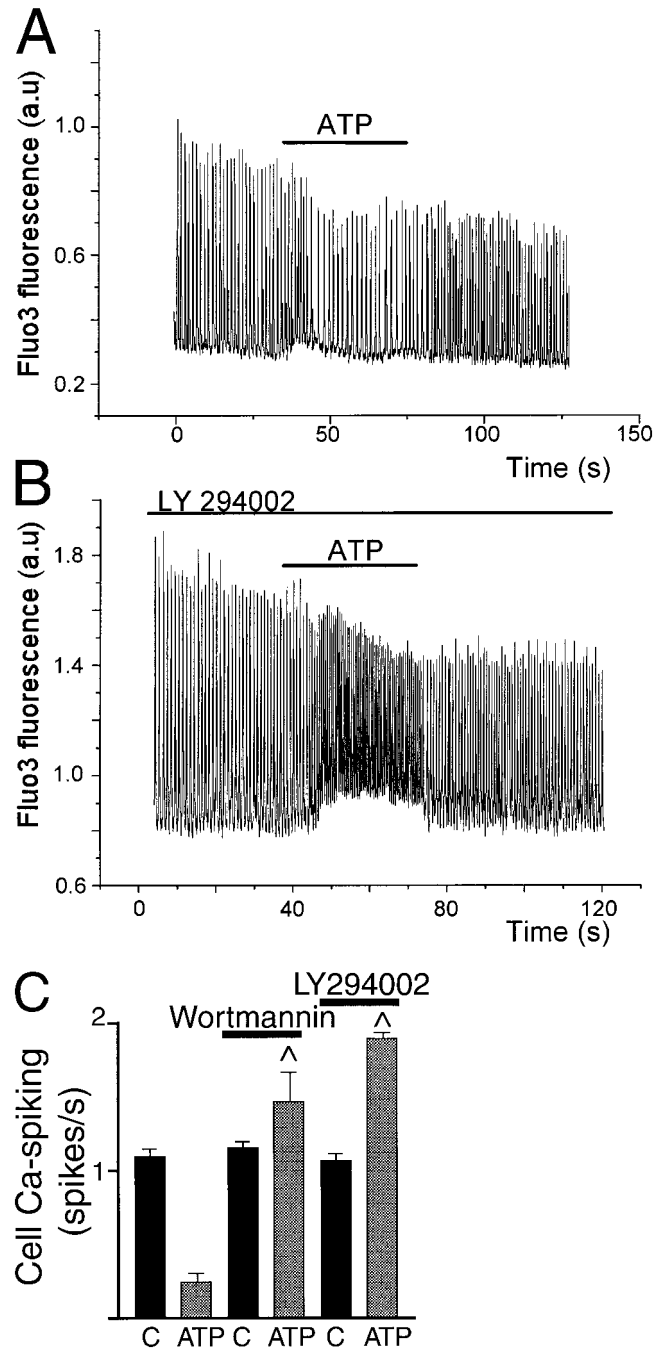 A
Fluo3 fluorescence (a.u)
ATP
1.0
0.6
0.2
0
50
100
150
Time (s)
B
Fluo3 fluorescence (a.u)
LY 294002
ATP
1.8
1.4
1.0
0.6
0
40
80
120
Time (s)
C
Cell Ca-spiking
(spikes/s)
LY294002
Wortmannin
^
^
2
1
C ATP C ATP C ATP